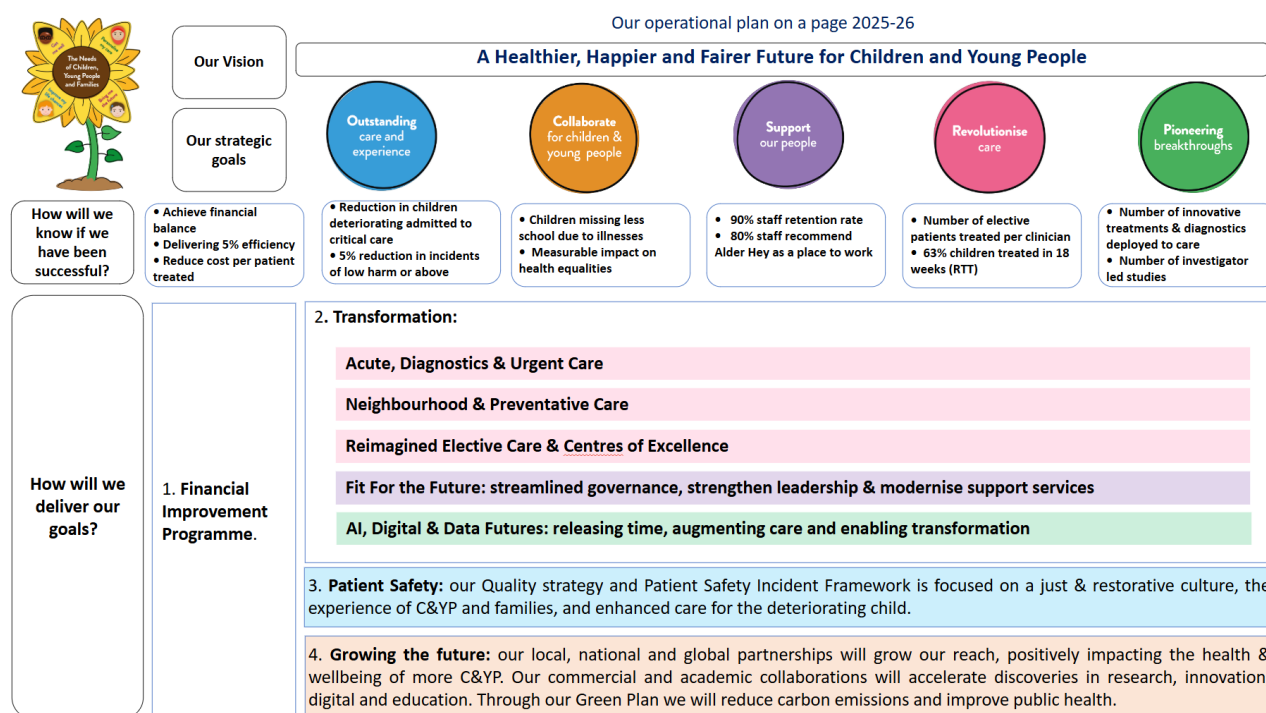 Our operational plan on a page 2025-26
The Needs
of Children,
Young People
and Families
Our Vision
A Healthier, Happier and Fairer Future for Children and Young People
Our strategic
goals
Outstanding
care and
experience
Collaborate
for children &
young people
Support
our people
Revolutionise
care
Pioneering
breakthroughs
How will we
know if we
have been
successful?
• Achieve financial
balance
• Delivering 5% efficiency
• Reduce cost per patient
treated
• Reduction in children
deteriorating admitted to
critical care
• 5% reduction in incidents
of low harm or above
• Children missing less
school due to illnesses
• Measurable impact on
health equalities
• 90% staff retention rate
• 80% staff recommend
Alder Hey as a place to work
• Number of elective
patients treated per clinician
• 63% children treated in 18
weeks (RTT)
• Number of innovative
treatments & diagnostics
deployed to care
• Number of investigator
led studies
How will we
deliver our
goals?
1. Financial
Improvement
Programme.
2. Transformation:
Acute, Diagnostics & Urgent Care
Neighbourhood & Preventative Care
Reimagined Elective Care & Centres of Excellence
Fit For the Future: streamlined governance, strengthen leadership & modernise support services
AI, Digital & Data Futures: releasing time, augmenting care and enabling transformation
3. Patient Safety: our Quality strategy and Patient Safety Incident Framework is focused on a just & restorative culture, the
experience of C&YP and families, and enhanced care for the deteriorating child.
4. Growing the future: our local, national and global partnerships will grow our reach, positively impacting the health &
wellbeing of more C&YP. Our commercial and academic collaborations will accelerate discoveries in research, innovation
digital and education. Through our Green Plan we will reduce carbon emissions and improve public health.